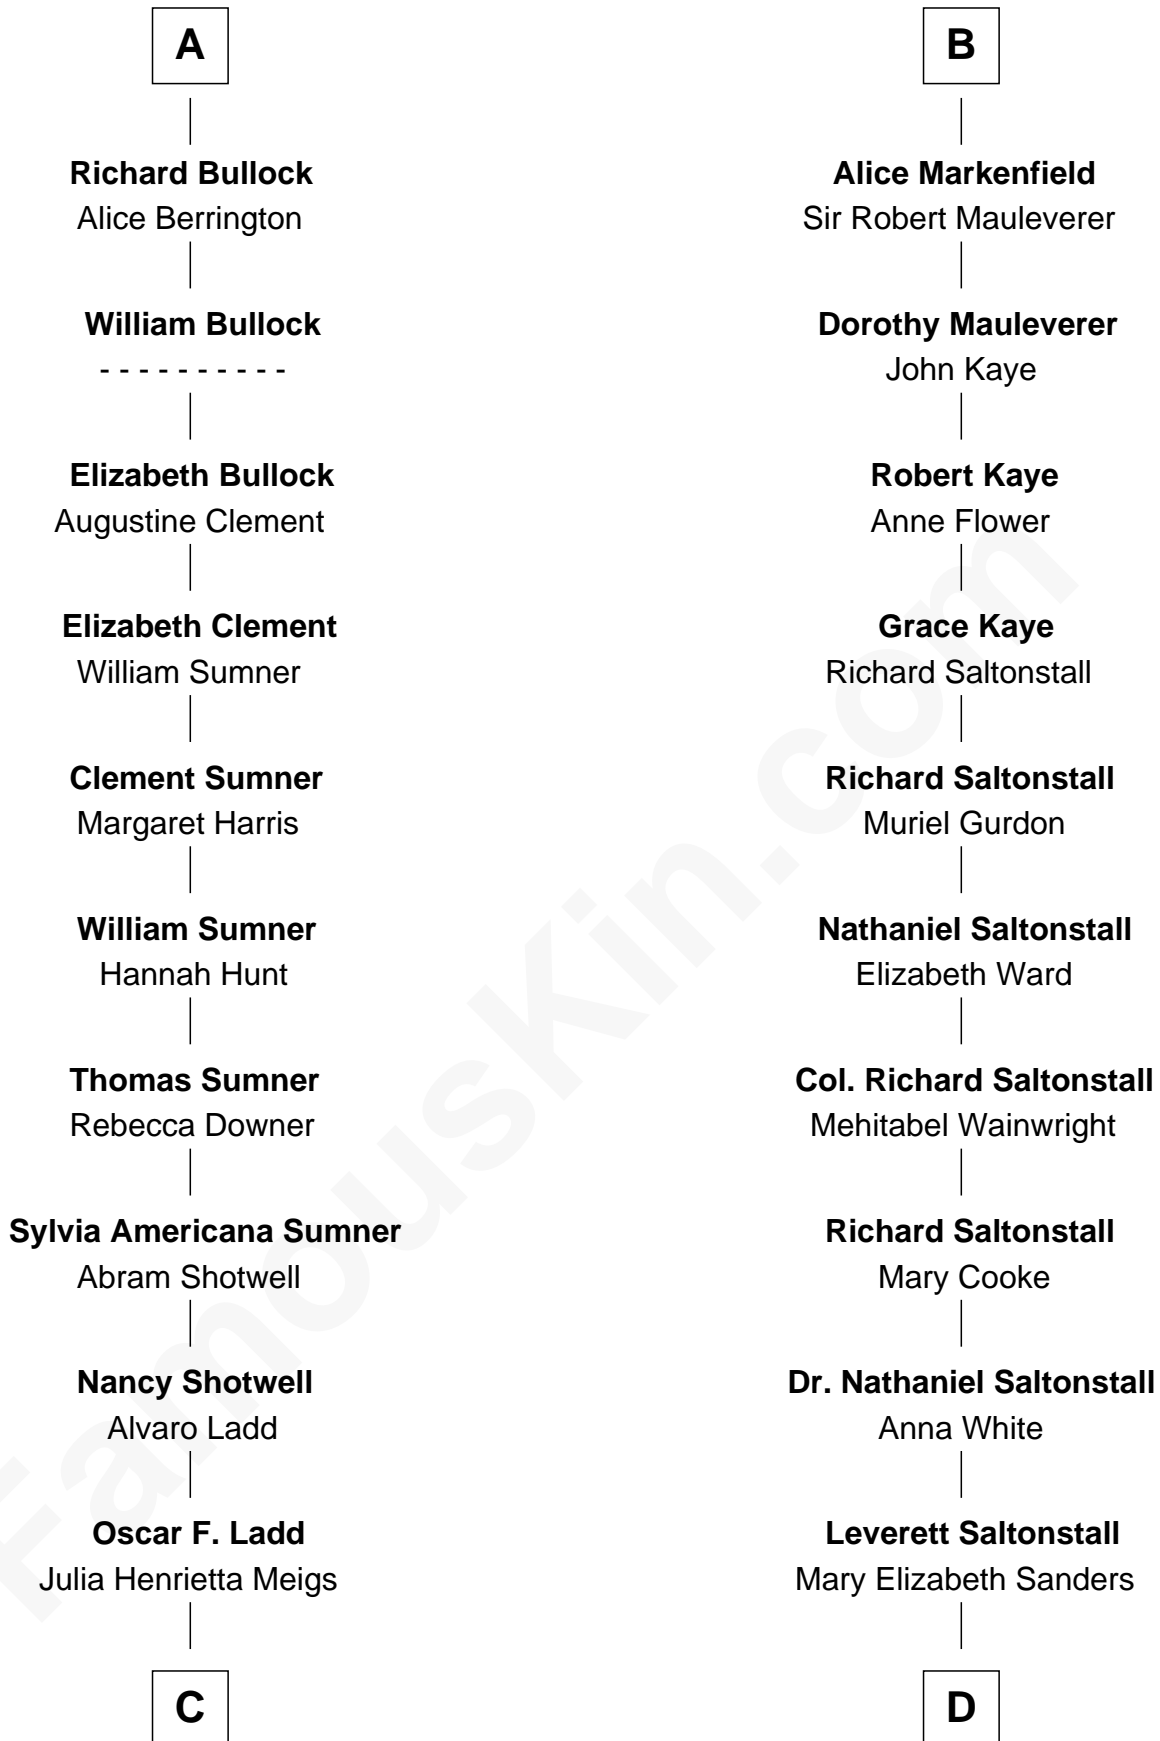 A
Richard Bullock
Alice Berrington
William Bullock
- - - - - - - - - -
Elizabeth Bullock
Augustine Clement
Elizabeth Clement
William Sumner
Clement Sumner
Margaret Harris
William Sumner
Hannah Hunt
Thomas Sumner
Rebecca Downer
Sylvia Americana Sumner
Abram Shotwell
Nancy Shotwell
Alvaro Ladd
Oscar F. Ladd
Julia Henrietta Meigs
C
B
Alice Markenfield
Sir Robert Mauleverer
Dorothy Mauleverer
John Kaye
Robert Kaye
Anne Flower
Grace Kaye
Richard Saltonstall
Richard Saltonstall
Muriel Gurdon
Nathaniel Saltonstall
Elizabeth Ward
Col. Richard Saltonstall
Mehitabel Wainwright
Richard Saltonstall
Mary Cooke
Dr. Nathaniel Saltonstall
Anna White
Leverett Saltonstall
Mary Elizabeth Sanders
D
FamousKin.com